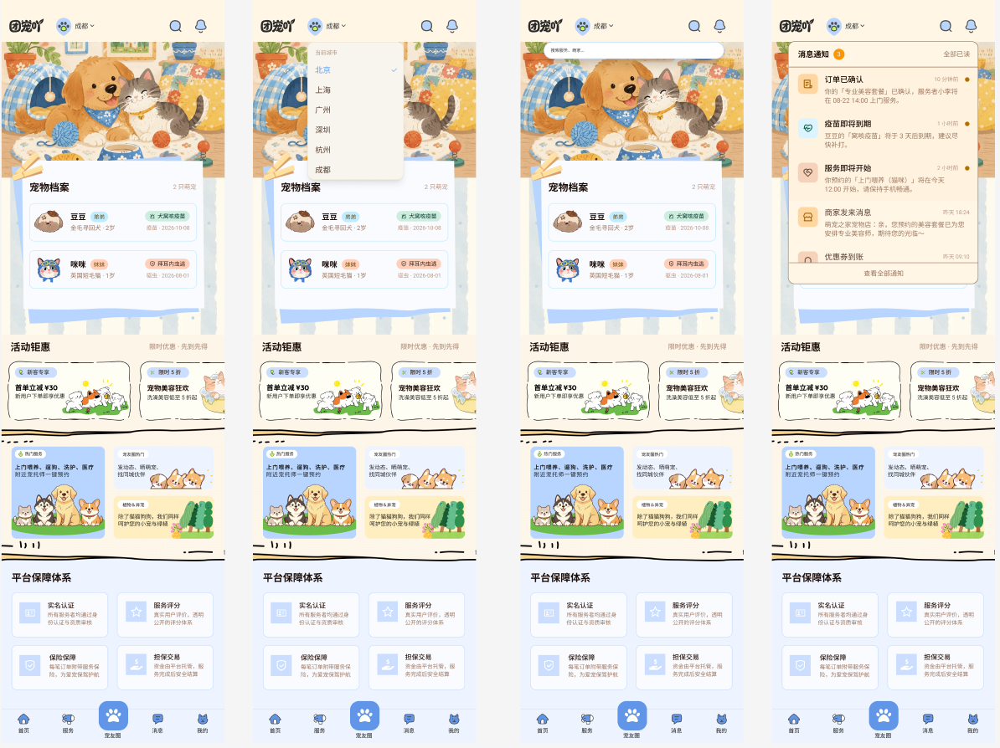 团宠吖
成都
宠物档案
2 只萌宠
豆豆 弟弟
犬窝咳疫苗
金毛寻回犬 · 2岁
疫苗 · 2026-10-08
咪咪 妹妹
拜耳内虫逃
英国短毛猫 · 1岁
驱虫 · 2026-08-01
活动钜惠
限时优惠 · 先到先得
新客专享
首单立减 ¥30
新用户下单即享优惠
限时 5 折
宠物美容狂欢
洗澡美容低至 5 折起
热门服务
上门喂养、遛狗、洗护、医疗
附近宠托师一键预约
宠友圈热门
发动态、晒萌宠、
找同城伙伴
植物&异宠
除了猫猫狗狗，我们同样
呵护您的小宠与绿植
平台保障体系
实名认证
所有服务者均通过身
份认证与资质审核
服务评分
真实用户评价，透明
公开的评分体系
保险保障
每笔订单附带服务保
险，为爱宠保驾护航
担保交易
资金由平台托管，服
务完成后安全结算
首页
服务
宠友圈
消息
我的
团宠吖
成都
当前城市
北京
上海
广州
深圳
杭州
成都
宠物档案
2 只萌宠
豆豆 弟弟
犬窝咳疫苗
金毛寻回犬 · 2岁
疫苗 · 2026-10-08
咪咪 妹妹
拜耳内虫逃
英国短毛猫 · 1岁
驱虫 · 2026-08-01
活动钜惠
限时优惠 · 先到先得
新客专享
首单立减 ¥30
新用户下单即享优惠
限时 5 折
宠物美容狂欢
洗澡美容低至 5 折起
热门服务
上门喂养、遛狗、洗护、医疗
附近宠托师一键预约
宠友圈热门
发动态、晒萌宠、
找同城伙伴
植物&异宠
除了猫猫狗狗，我们同样
呵护您的小宠与绿植
平台保障体系
实名认证
所有服务者均通过身
份认证与资质审核
服务评分
真实用户评价，透明
公开的评分体系
保险保障
每笔订单附带服务保
险，为爱宠保驾护航
担保交易
资金由平台托管，服
务完成后安全结算
首页
服务
宠友圈
消息
我的
团宠吖
成都
搜索服务、商家...
宠物档案
2 只萌宠
豆豆 弟弟
犬窝咳疫苗
金毛寻回犬 · 2岁
疫苗 · 2026-10-08
咪咪 妹妹
拜耳内虫逃
英国短毛猫 · 1岁
驱虫 · 2026-08-01
活动钜惠
限时优惠 · 先到先得
新客专享
首单立减 ¥30
新用户下单即享优惠
限时 5 折
宠物美容狂欢
洗澡美容低至 5 折起
热门服务
上门喂养、遛狗、洗护、医疗
附近宠托师一键预约
宠友圈热门
发动态、晒萌宠、
找同城伙伴
植物&异宠
除了猫猫狗狗，我们同样
呵护您的小宠与绿植
平台保障体系
实名认证
所有服务者均通过身
份认证与资质审核
服务评分
真实用户评价，透明
公开的评分体系
保险保障
每笔订单附带服务保
险，为爱宠保驾护航
担保交易
资金由平台托管，服
务完成后安全结算
首页
服务
宠友圈
消息
我的
团宠吖
成都
消息通知 3
全部已读
订单已确认
10 分钟前
你的「专业美容套餐」已确认，服务者小李将
在 08-22 14:00 上门服务。
疫苗即将到期
1 小时前
豆豆的「窝咳疫苗」将于 3 天后到期，建议尽
快补打。
服务即将开始
2 小时前
你预约的「上门喂养（猫咪）」将在今天
12:00 开始，请保持手机畅通。
商家发来消息
昨天 18:24
萌宠之家宠物店：亲，您预约的美容套餐已为您
安排专业美容师，期待您的光临～
优惠券到账
昨天 09:10
查看全部通知
活动钜惠
限时优惠 · 先到先得
新客专享
首单立减 ¥30
新用户下单即享优惠
限时 5 折
宠物美容狂欢
洗澡美容低至 5 折起
热门服务
上门喂养、遛狗、洗护、医疗
附近宠托师一键预约
宠友圈热门
发动态、晒萌宠、
找同城伙伴
植物&异宠
除了猫猫狗狗，我们同样
呵护您的小宠与绿植
平台保障体系
实名认证
所有服务者均通过身
份认证与资质审核
服务评分
真实用户评价，透明
公开的评分体系
保险保障
每笔订单附带服务保
险，为爱宠保驾护航
担保交易
资金由平台托管，服
务完成后安全结算
首页
服务
宠友圈
消息
我的